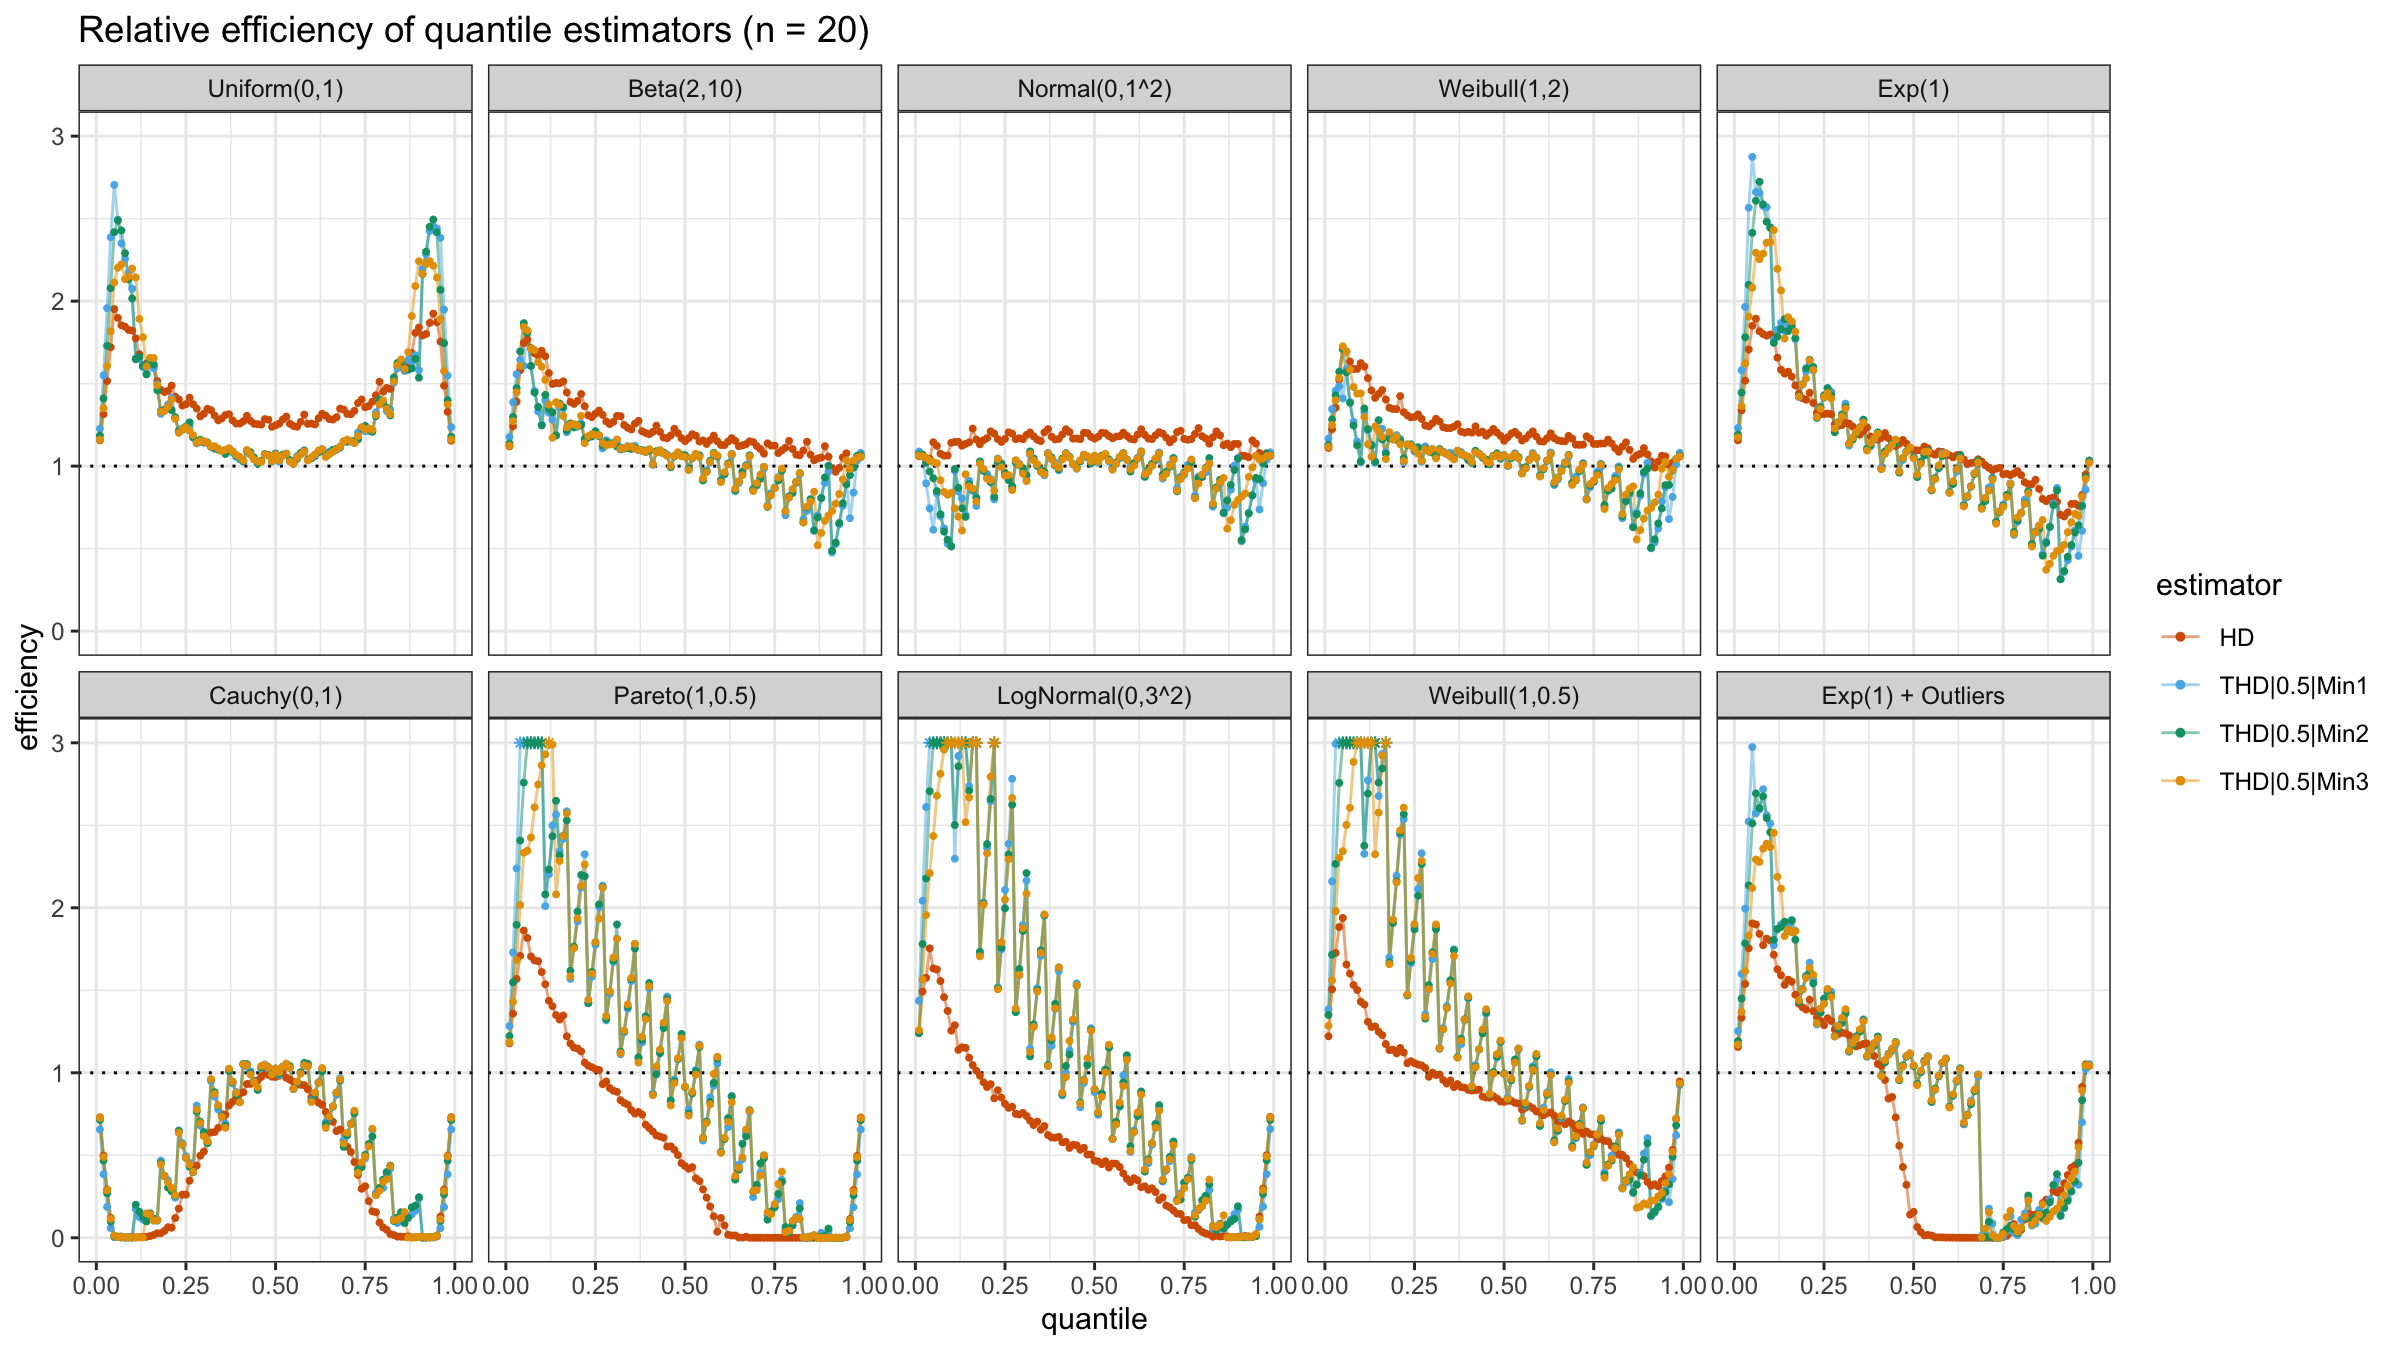 Relative efficiency of quantile estimators (n = 20)
Uniform(0,1)
Beta(2,10)
Normal(0,1^2)
Weibull(1,2)
Exp(1)
3
2
1
0
efficiency
Cauchy(0,1)
Pareto(1,0.5)
LogNormal(0,3^2)
Weibull(1,0.5)
Exp(1) + Outliers
3
2
1
0
0.00 0.25 0.50 0.75 1.00
0.00 0.25 0.50 0.75 1.00
0.00 0.25 0.50 0.75 1.00
0.00 0.25 0.50 0.75 1.00
0.00 0.25 0.50 0.75 1.00
quantile
estimator
HD
THD|0.5|Min1
THD|0.5|Min2
THD|0.5|Min3